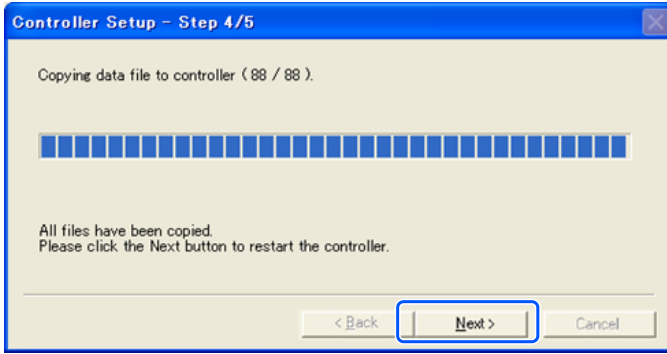 Controller Setup - Step 4/5
Copying data file to controller ( 88 / 88 ).
All files have been copied.
Please click the Next button to restart the controller.
< Back
Next >
Cancel